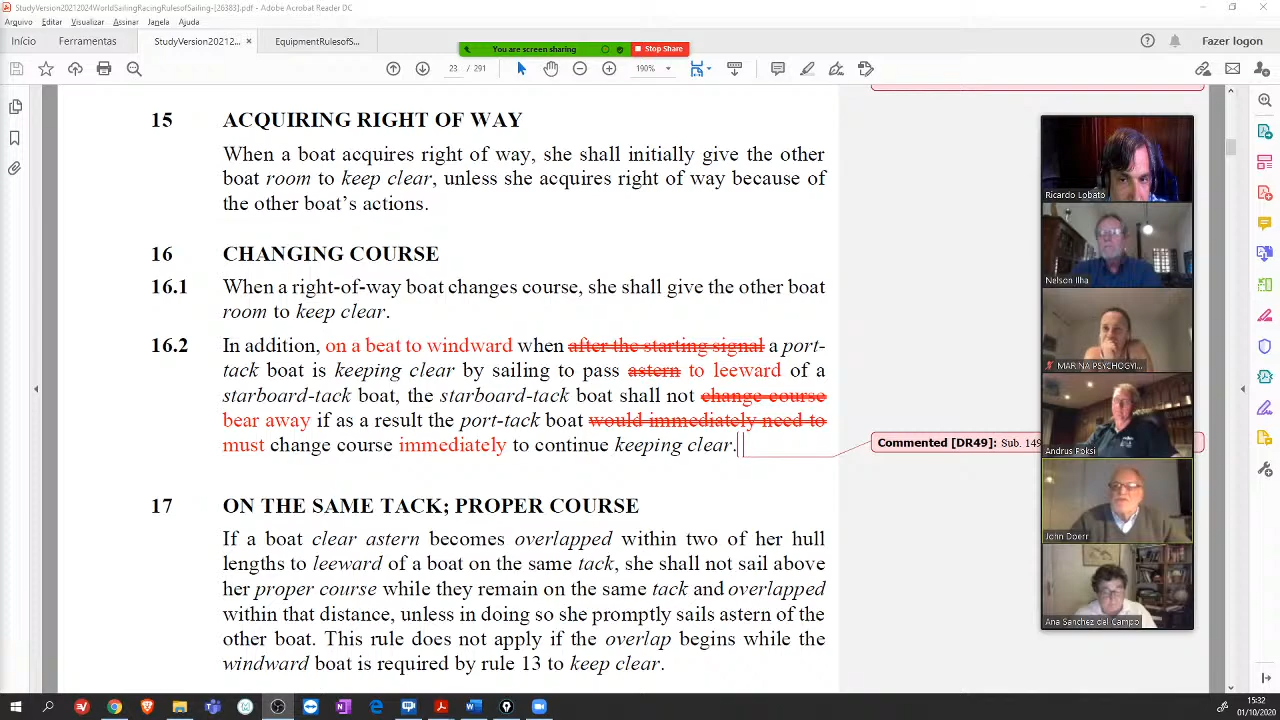 StudyVersion20212024WorldSailingRacingRulesofSailing-[26383].pdf - Adobe Acrobat Reader DC
Arquivo Editar Visualizar Assinar Janela Ajuda
Início Ferramentas StudyVersion20212... × EquipmentRulesofS... Fazer logon
You are screen sharing Stop Share
23 / 291 190%
15 ACQUIRING RIGHT OF WAY
When a boat acquires right of way, she shall initially give the other
boat room to keep clear, unless she acquires right of way because of
the other boat's actions.
16 CHANGING COURSE
16.1 When a right-of-way boat changes course, she shall give the other boat
room to keep clear.
16.2 In addition, on a beat to windward when after the starting signal a port-
tack boat is keeping clear by sailing to pass astern to leeward of a
starboard-tack boat, the starboard-tack boat shall not change course
bear away if as a result the port-tack boat would immediately need to
must change course immediately to continue keeping clear.
Commented [DR49]: Sub. 149
17 ON THE SAME TACK; PROPER COURSE
If a boat clear astern becomes overlapped within two of her hull
lengths to leeward of a boat on the same tack, she shall not sail above
her proper course while they remain on the same tack and overlapped
within that distance, unless in doing so she promptly sails astern of the
other boat. This rule does not apply if the overlap begins while the
windward boat is required by rule 13 to keep clear.
Ricardo Lobato
Nelson Ilha
MARINA PSYCHOGYI...
Andrus Poksi
John Doerr
Ana Sanchez del Campo
15:32
01/10/2020